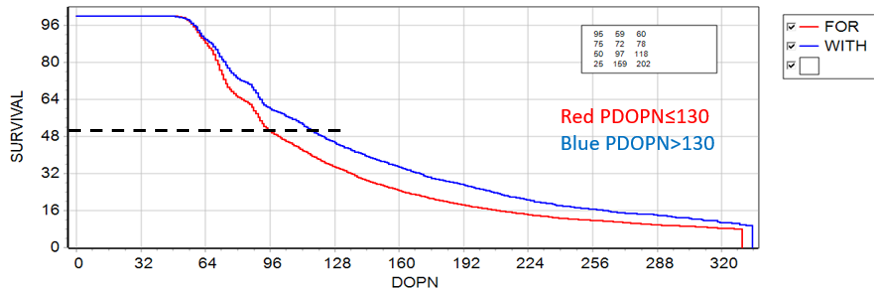 96
80
64
48
32
16
0
SURVIVAL
0 32 64 96 128 160 192 224 256 288 320
DOPN
95 59 60
75 72 78
50 97 118
25 159 202
Red PDOPN≤130
Blue PDOPN>130
FOR
WITH